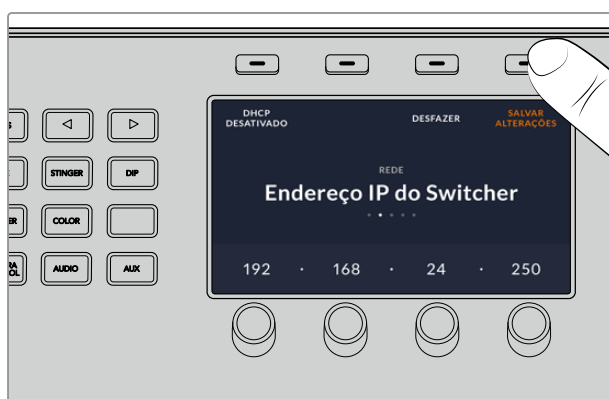 DHCP
DESATIVADO
DESFAZER
SALVAR
ALTERAÇÕES
REDE
Endereço IP do Switcher
192 . 168 . 24 . 250
STINGER
DIP
COLOR
AUDIO
AUX